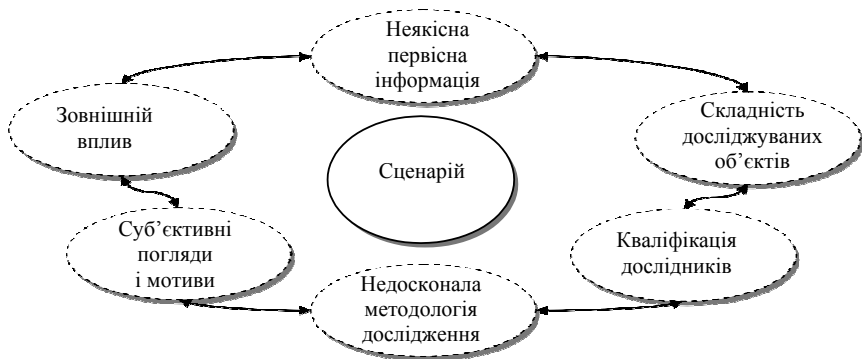 Неякісна
первісна
інформація
Зовнішній
вплив
Складність
досліджуваних
об’єктів
Сценарій
Суб’єктивні
погляди
і мотиви
Кваліфікація
дослідників
Недосконала
методологія
дослідження